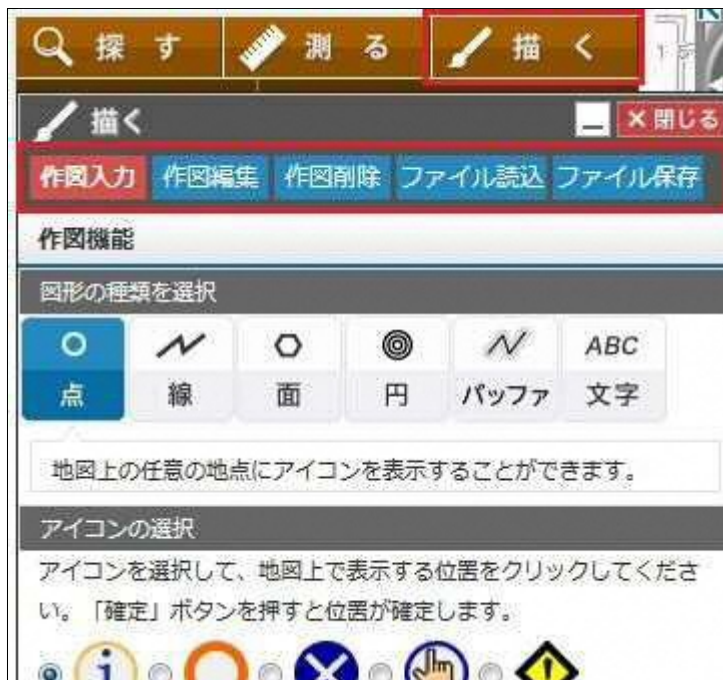 探す 測る 描く
描く ×閉じる
作図入力 作図編集 作図削除 ファイル読込 ファイル保存
作図機能
図形の種類を選択
ABC
点 線 面 円 バッファ 文字
地図上の任意の地点にアイコンを表示することができます。
アイコンの選択
アイコンを選択して、地図上で表示する位置をクリックしてくださ
い。「確定」ボタンを押すと位置が確定します。